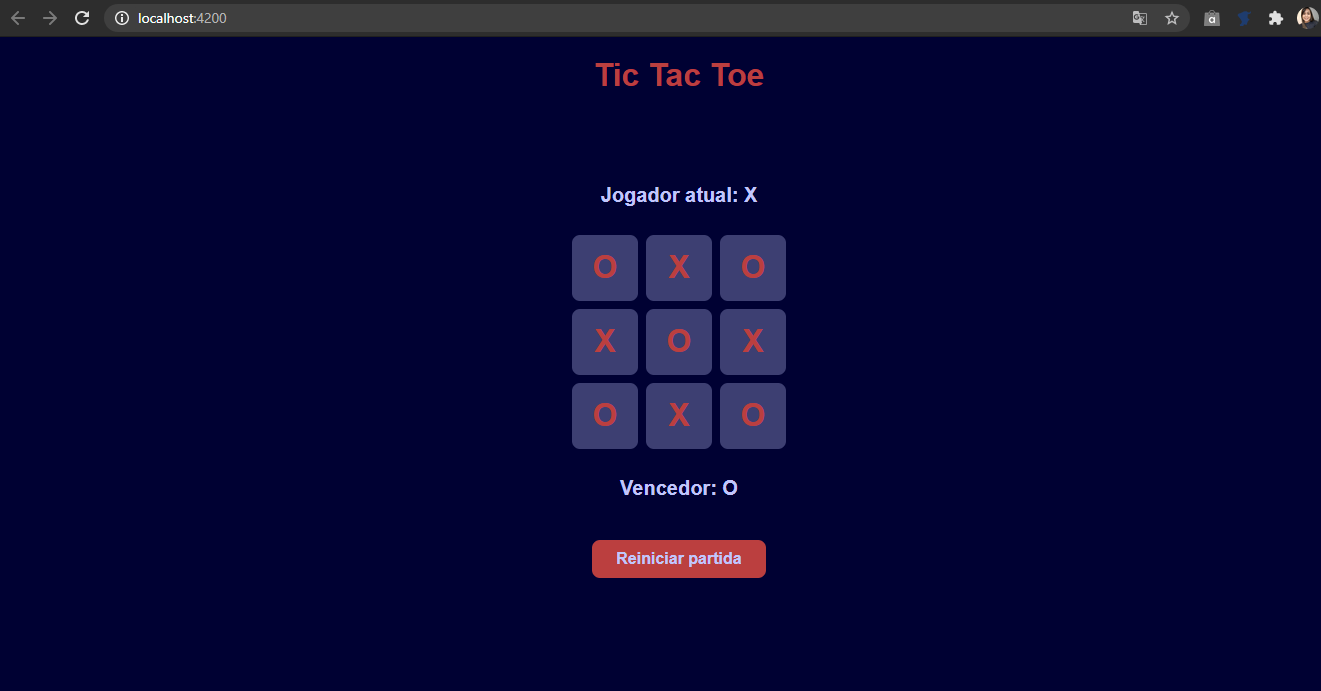 localhost:4200
Tic Tac Toe
Jogador atual: X
O X O
X O X
O X O
Vencedor: O
Reiniciar partida